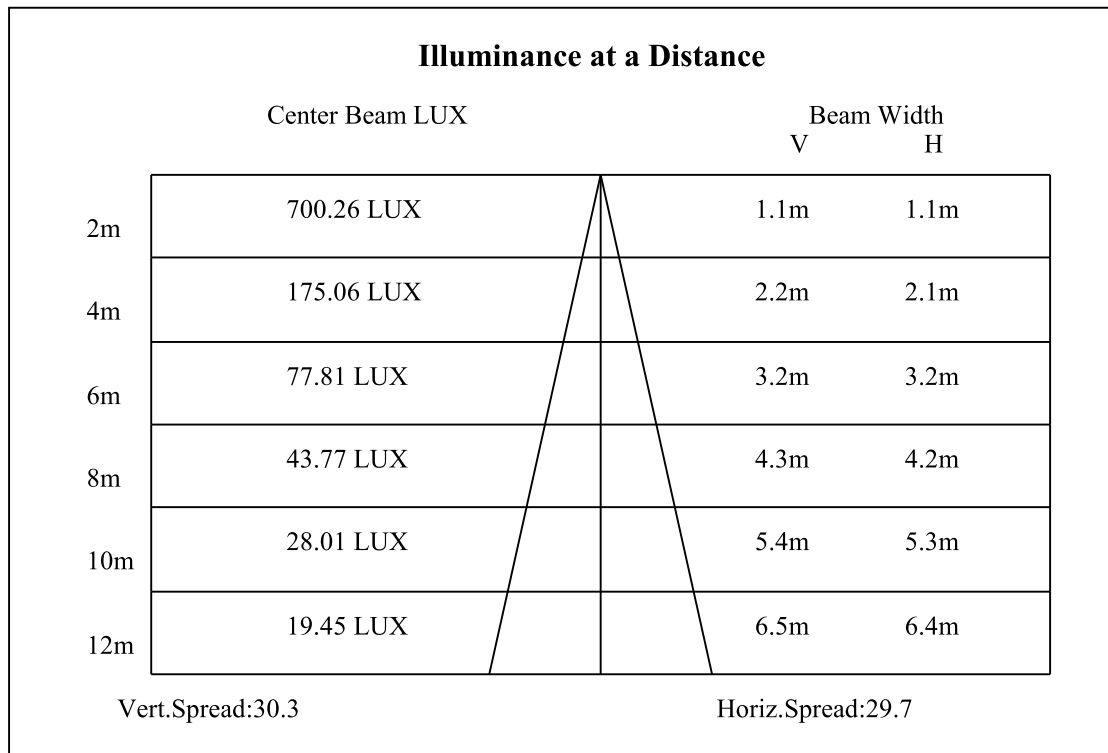 Illuminance at a Distance
Center Beam LUX Beam Width
V H
700.26 LUX 1.1m 1.1m
2m
175.06 LUX 2.2m 2.1m
4m
77.81 LUX 3.2m 3.2m
6m
43.77 LUX 4.3m 4.2m
8m
28.01 LUX 5.4m 5.3m
10m
19.45 LUX 6.5m 6.4m
12m
Vert.Spread:30.3 Horiz.Spread:29.7